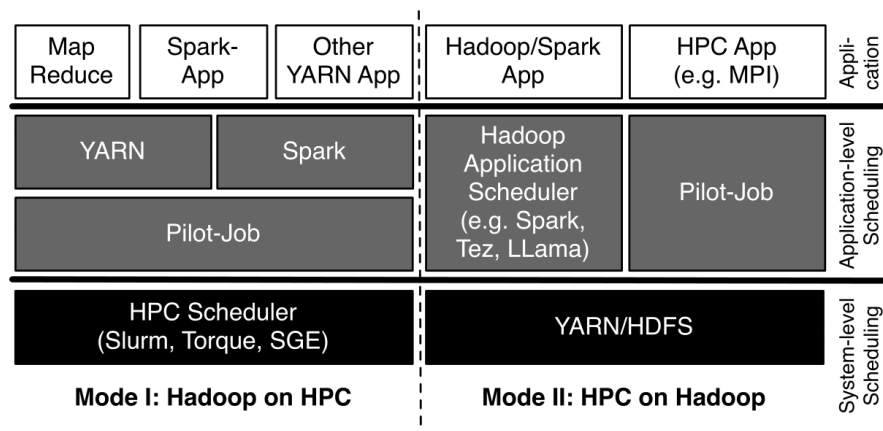 Map
Reduce
Spark-
App
Other
YARN App
Hadoop/Spark
App
HPC App
(e.g. MPI)
Appli-
cation
YARN
Spark
Pilot-Job
Hadoop
Application
Scheduler
(e.g. Spark,
Tez, LLama)
Pilot-Job
Application-level
Scheduling
HPC Scheduler
(Slurm, Torque, SGE)
YARN/HDFS
System-level
Scheduling
Mode I: Hadoop on HPC
Mode II: HPC on Hadoop